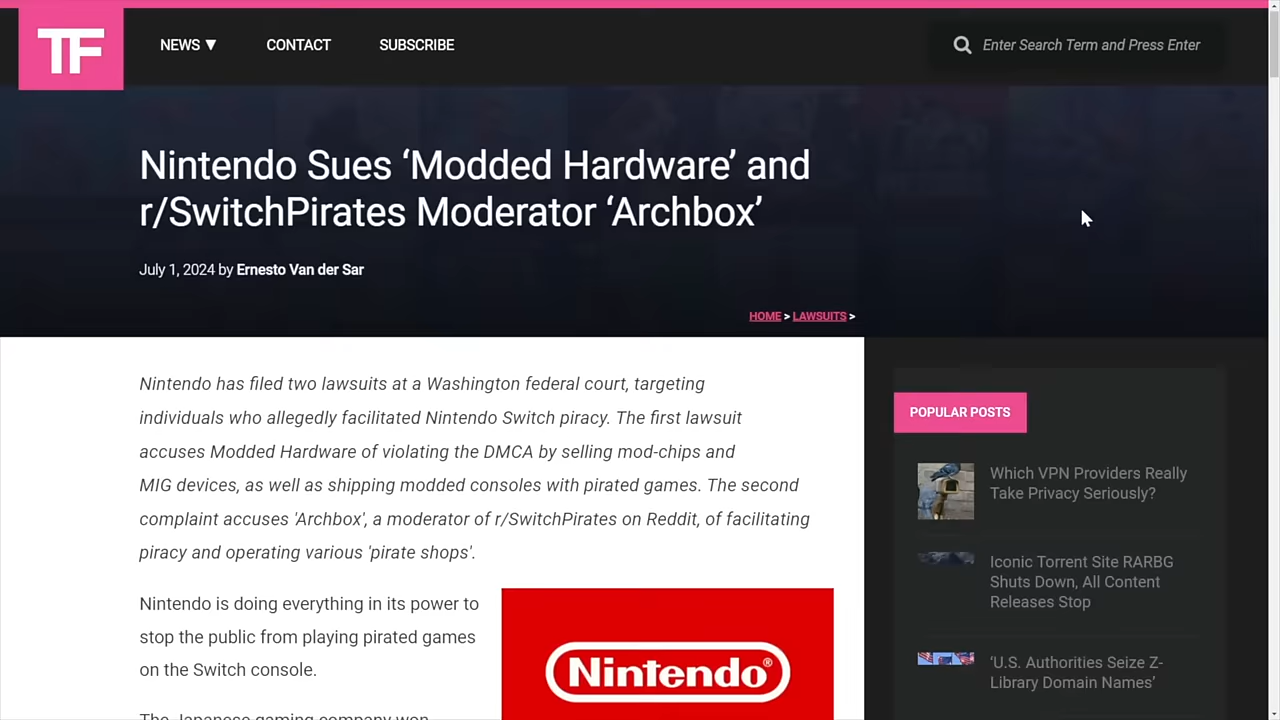 TF
NEWS ▼
CONTACT
SUBSCRIBE
Enter Search Term and Press Enter
Nintendo Sues ‘Modded Hardware’ and
r/SwitchPirates Moderator ‘Archbox’
July 1, 2024 by Ernesto Van der Sar
HOME > LAWSUITS >
Nintendo has filed two lawsuits at a Washington federal court, targeting
individuals who allegedly facilitated Nintendo Switch piracy. The first lawsuit
accuses Modded Hardware of violating the DMCA by selling mod-chips and
MIG devices, as well as shipping modded consoles with pirated games. The second
complaint accuses 'Archbox', a moderator of r/SwitchPirates on Reddit, of facilitating
piracy and operating various 'pirate shops'.
Nintendo is doing everything in its power to
stop the public from playing pirated games
on the Switch console.
The Japanese gaming company won
Nintendo®
POPULAR POSTS
Which VPN Providers Really
Take Privacy Seriously?
Iconic Torrent Site RARBG
Shuts Down, All Content
Releases Stop
‘U.S. Authorities Seize Z-
Library Domain Names’